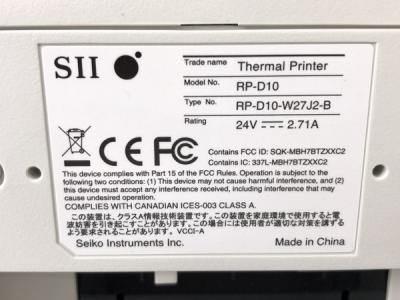 SII
Trade name Thermal Printer
Model No. RP-D10
Type No. RP-D10-W27J2-B
Rating 24V ⎓ 2.71A
CE FC
Contains FCC ID: SQK-MBH7BTZXXC2
Contains IC: 337L-MBH7BTZXXC2
This device complies with Part 15 of the FCC Rules. Operation is subject to the
following two conditions: (1) This device may not cause harmful interference, and (2)
this device must accept any interference received, including interference that may
cause undesired operation.
COMPLIES WITH CANADIAN ICES-003 CLASS A.
この装置は、クラスA情報技術装置です。この装置を家庭環境で使用すると電
波妨害を引き起こすことがあります。この場合には使用者が適切な対策を講ずる
よう要求されることがあります。VCCI-A
Seiko Instruments Inc. Made in China